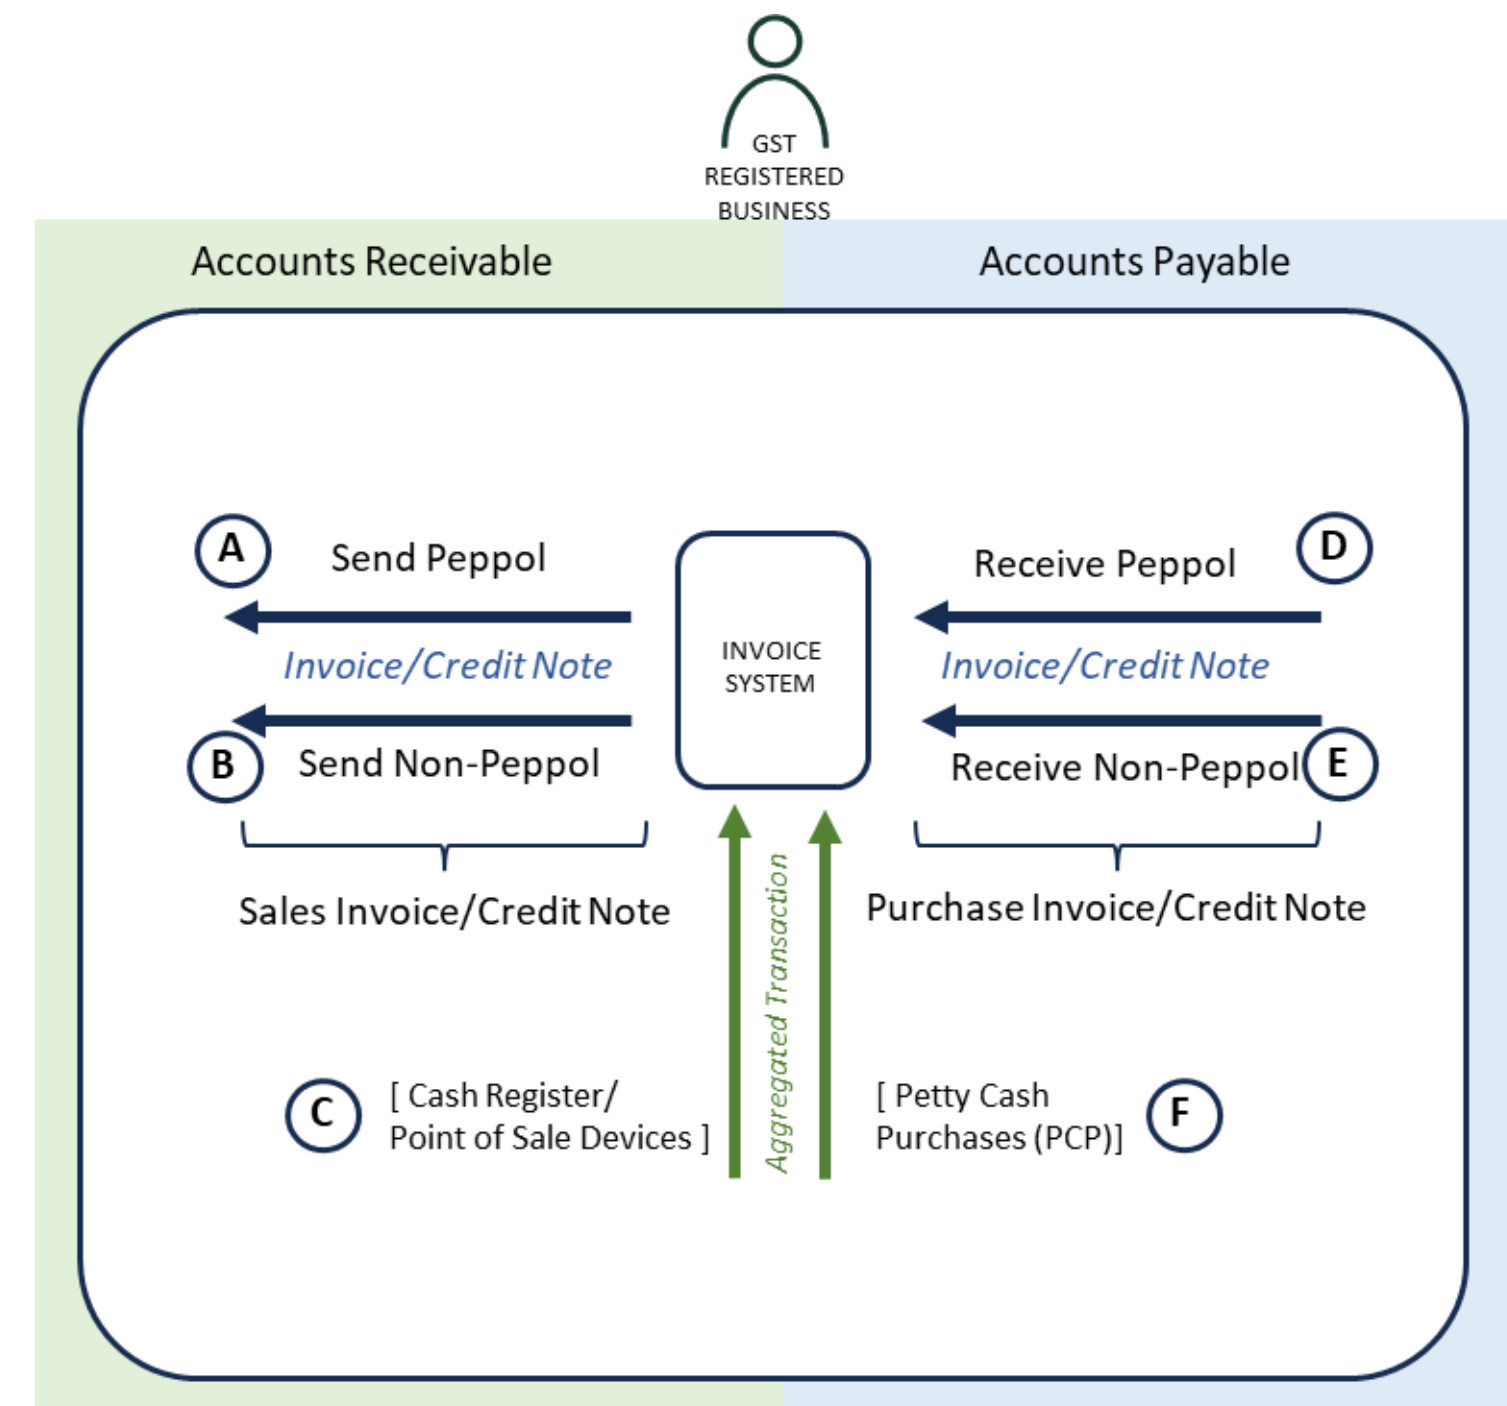 GST
REGISTERED
BUSINESS
Accounts Receivable
Accounts Payable
A
Send Peppol
Invoice/Credit Note
B
Send Non-Peppol
Sales Invoice/Credit Note
INVOICE
SYSTEM
Receive Peppol
D
Invoice/Credit Note
Receive Non-Peppol
E
Purchase Invoice/Credit Note
C
[ Cash Register/
Point of Sale Devices ]
Aggregated Transaction
[ Petty Cash
Purchases (PCP)]
F